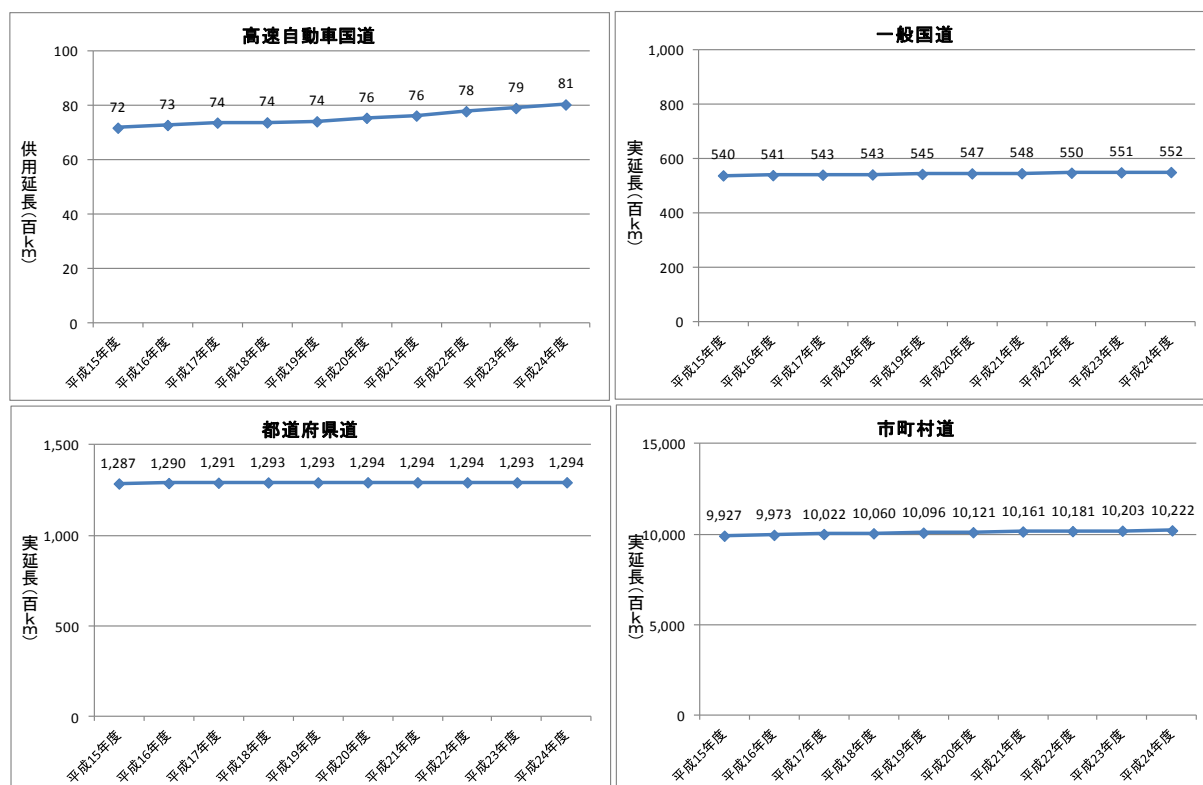 高速自動車国道
供用延長(百km)
100
80
60
40
20
0
72 73 74 74 74 76 76 78 79 81
平成15年度 平成16年度 平成17年度 平成18年度 平成19年度 平成20年度 平成21年度 平成22年度 平成23年度 平成24年度
一般国道
実延長(百km)
1,000
800
600
400
200
0
540 541 543 543 545 547 548 550 551 552
平成15年度 平成16年度 平成17年度 平成18年度 平成19年度 平成20年度 平成21年度 平成22年度 平成23年度 平成24年度
都道府県道
実延長(百km)
1,500
1,000
500
0
1,287 1,290 1,291 1,293 1,293 1,294 1,294 1,294 1,293 1,294
平成15年度 平成16年度 平成17年度 平成18年度 平成19年度 平成20年度 平成21年度 平成22年度 平成23年度 平成24年度
市町村道
実延長(百km)
15,000
10,000
5,000
0
9,927 9,973 10,022 10,060 10,096 10,121 10,161 10,181 10,203 10,222
平成15年度 平成16年度 平成17年度 平成18年度 平成19年度 平成20年度 平成21年度 平成22年度 平成23年度 平成24年度